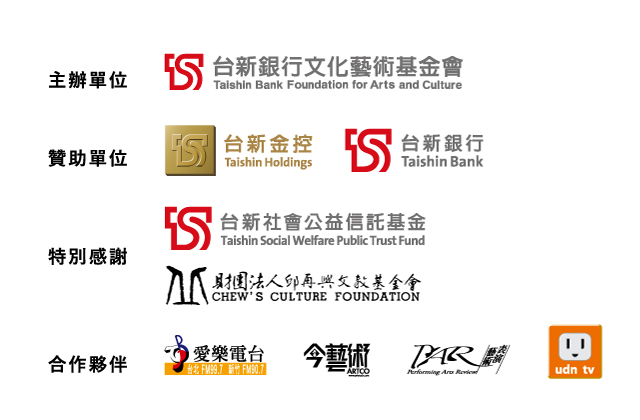 主辦單位
台新銀行文化藝術基金會
Taishin Bank Foundation for Arts and Culture
贊助單位
台新金控
Taishin Holdings
台新銀行
Taishin Bank
特別感謝
台新社會公益信託基金
Taishin Social Welfare Public Trust Fund
財團法人邱再興文教基金會
CHEW'S CULTURE FOUNDATION
合作夥伴
愛樂電台
台北 FM99.7 新竹 FM90.7
今藝術
ARTCO
PAR 表演藝術
Performing Arts Review
udn tv